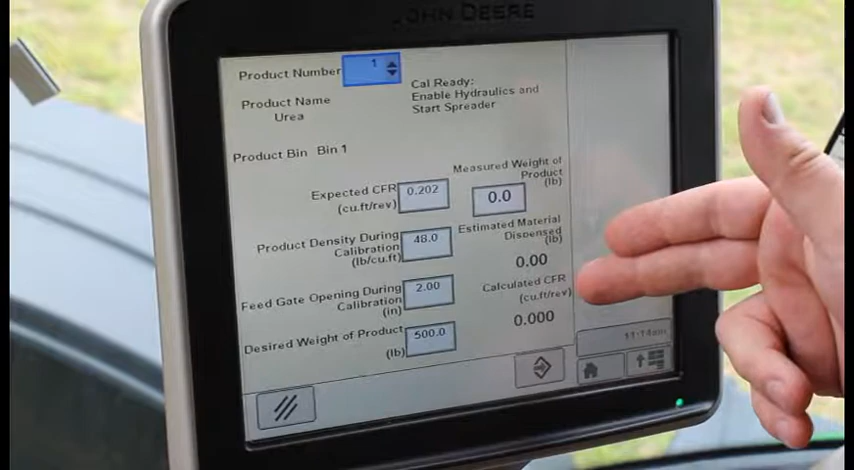 JOHN DEERE
Product Number 1
Cal Ready:
Enable Hydraulics and
Start Spreader
Product Name
Urea
Product Bin Bin 1
Expected CFR
(cu.ft/rev)
0.202
Measured Weight of
Product
(lb)
0.0
Product Density During
Calibration
(lb/cu.ft)
48.0
Estimated Material
Dispensed
(lb)
0.00
Feed Gate Opening During
Calibration
(in)
2.00
Calculated CFR
(cu.ft/rev)
0.000
Desired Weight of Product
(lb)
500.0
11:14am